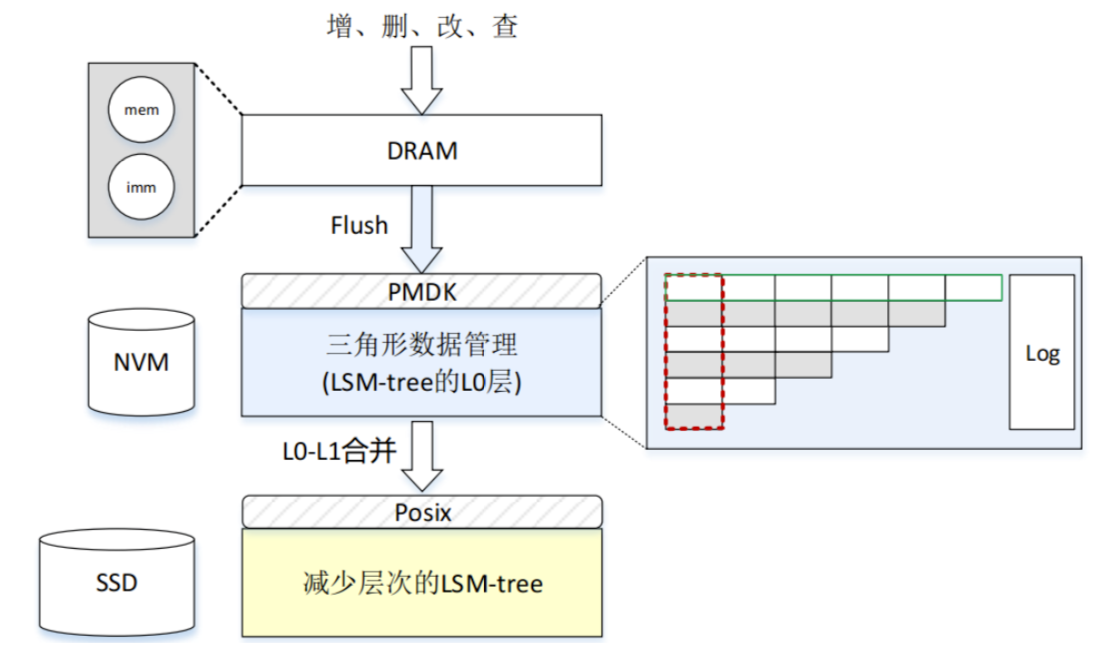 增、删、改、查
mem
imm
DRAM
Flush
PMDK
NVM
三角形数据管理
(LSM-tree的L0层)
Log
L0-L1合并
Posix
SSD
减少层次的LSM-tree